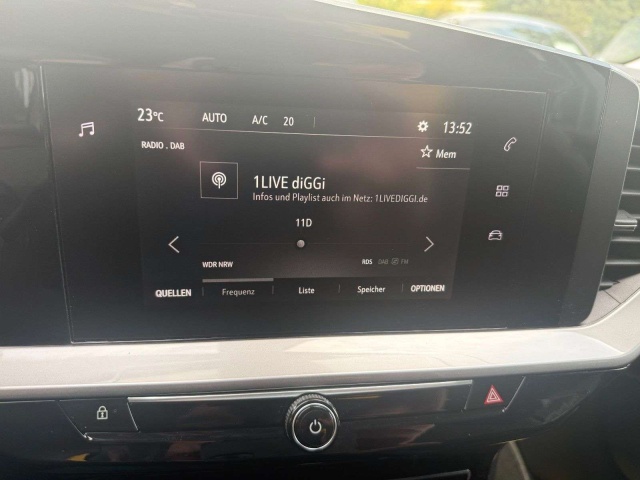 23°C AUTO A/C 20 13:52
RADIO . DAB
Mem
1LIVE diGGi
Infos und Playlist auch im Netz: 1LIVEDIGGI.de
11D
WDR NRW RDS DAB FM
QUELLEN Frequenz Liste Speicher OPTIONEN